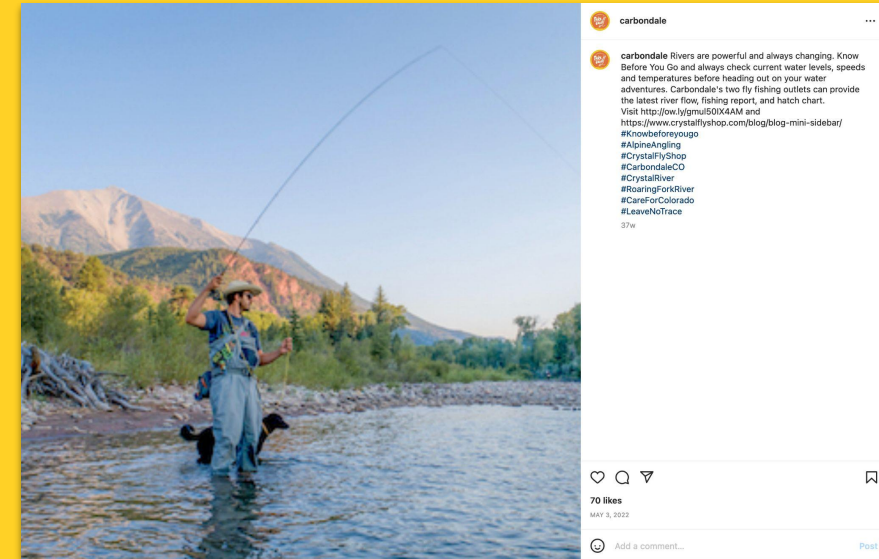 carbondale
carbondale Rivers are powerful and always changing. Know
Before You Go and always check current water levels, speeds
and temperatures before heading out on your water
adventures. Carbondale's two fly fishing outlets can provide
the latest river flow, fishing report, and hatch chart.
Visit http://ow.ly/gmul50IX4AM and
https://www.crystalflyshop.com/blog/blog-mini-sidebar/
#Knowbeforeyougo
#AlpineAngling
#CrystalFlyShop
#CarbondaleCO
#CrystalRiver
#RoaringForkRiver
#CareForColorado
#LeaveNoTrace
37w
70 likes
MAY 3, 2022
Add a comment...
Post